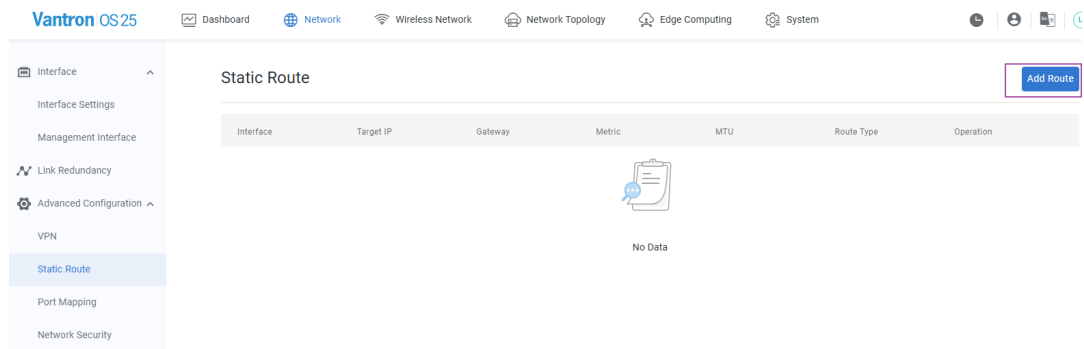 Vantron OS25 Dashboard Network Wireless Network Network Topology Edge Computing System
Interface
Interface Settings
Management Interface
Link Redundancy
Advanced Configuration
VPN
Static Route
Port Mapping
Network Security
Static Route Add Route
Interface Target IP Gateway Metric MTU Route Type Operation
No Data